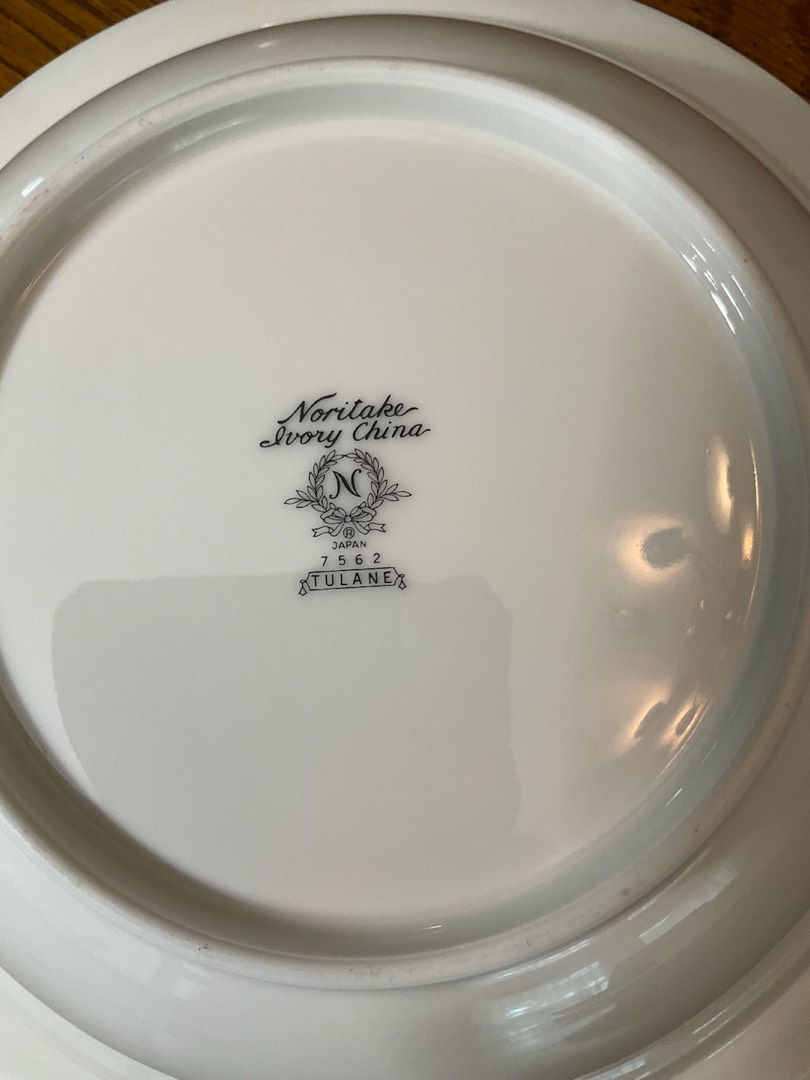 Noritake
Ivory China
N
®
JAPAN
7562
TULANE